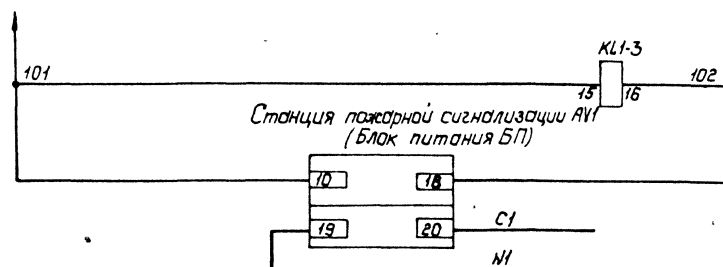 KL1-3
101
102
15 16
Станция пожарной сигнализации AV1
(Блок питания БП)
10 18
19 20 C1
N1